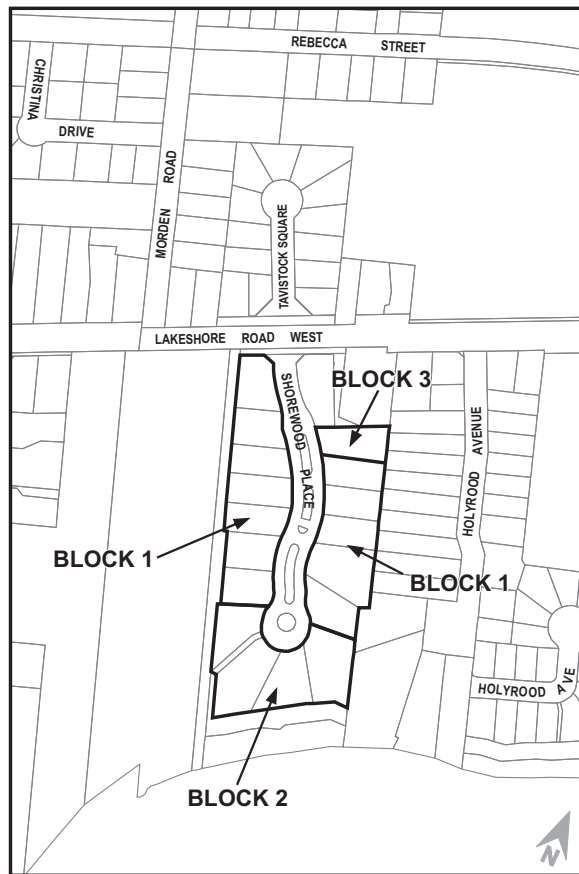 REBECCA STREET
CHRISTINA
DRIVE
MORDEN ROAD
TAVISTOCK SQUARE
LAKESHORE ROAD WEST
SHOREWOOD PLACE
BLOCK 3
HOLYROOD AVENUE
BLOCK 1
BLOCK 1
HOLYROOD AVE
BLOCK 2
N